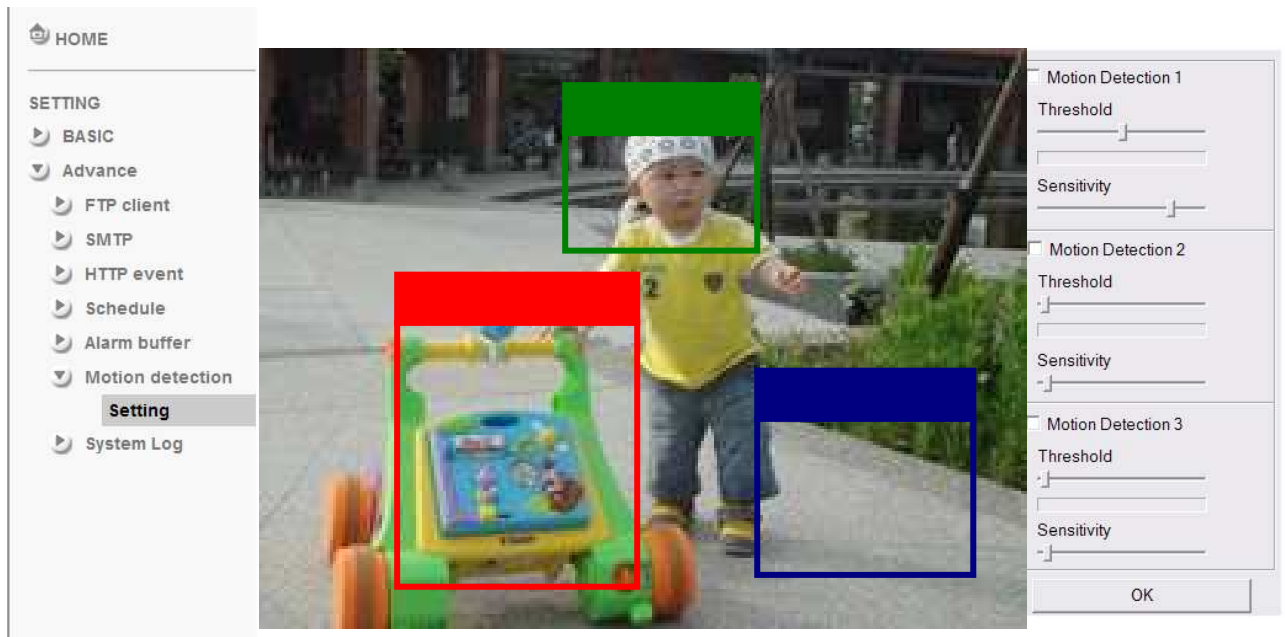 HOME
SETTING
BASIC
Advance
FTP client
SMTP
HTTP event
Schedule
Alarm buffer
Motion detection
Setting
System Log
2
Motion Detection 1
Threshold
Sensitivity
Motion Detection 2
Threshold
Sensitivity
Motion Detection 3
Threshold
Sensitivity
OK